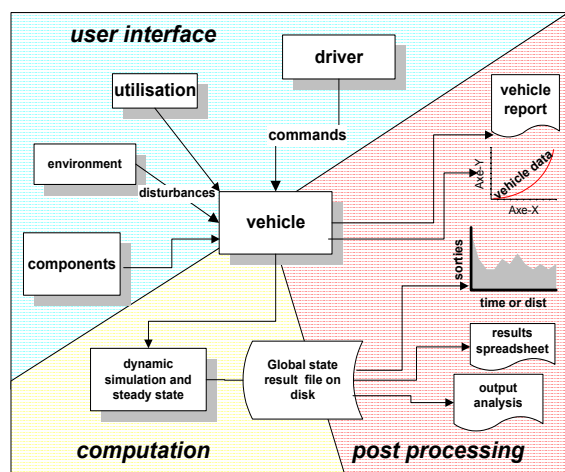 user interface
driver
utilisation
vehicle
report
commands
environment
disturbances
Axe-Y
vehicle data
Axe-X
vehicle
components
sorties
time or dist
results
spreadsheet
dynamic
simulation and
steady state
Global state
result file on
disk
output
analysis
computation
post processing